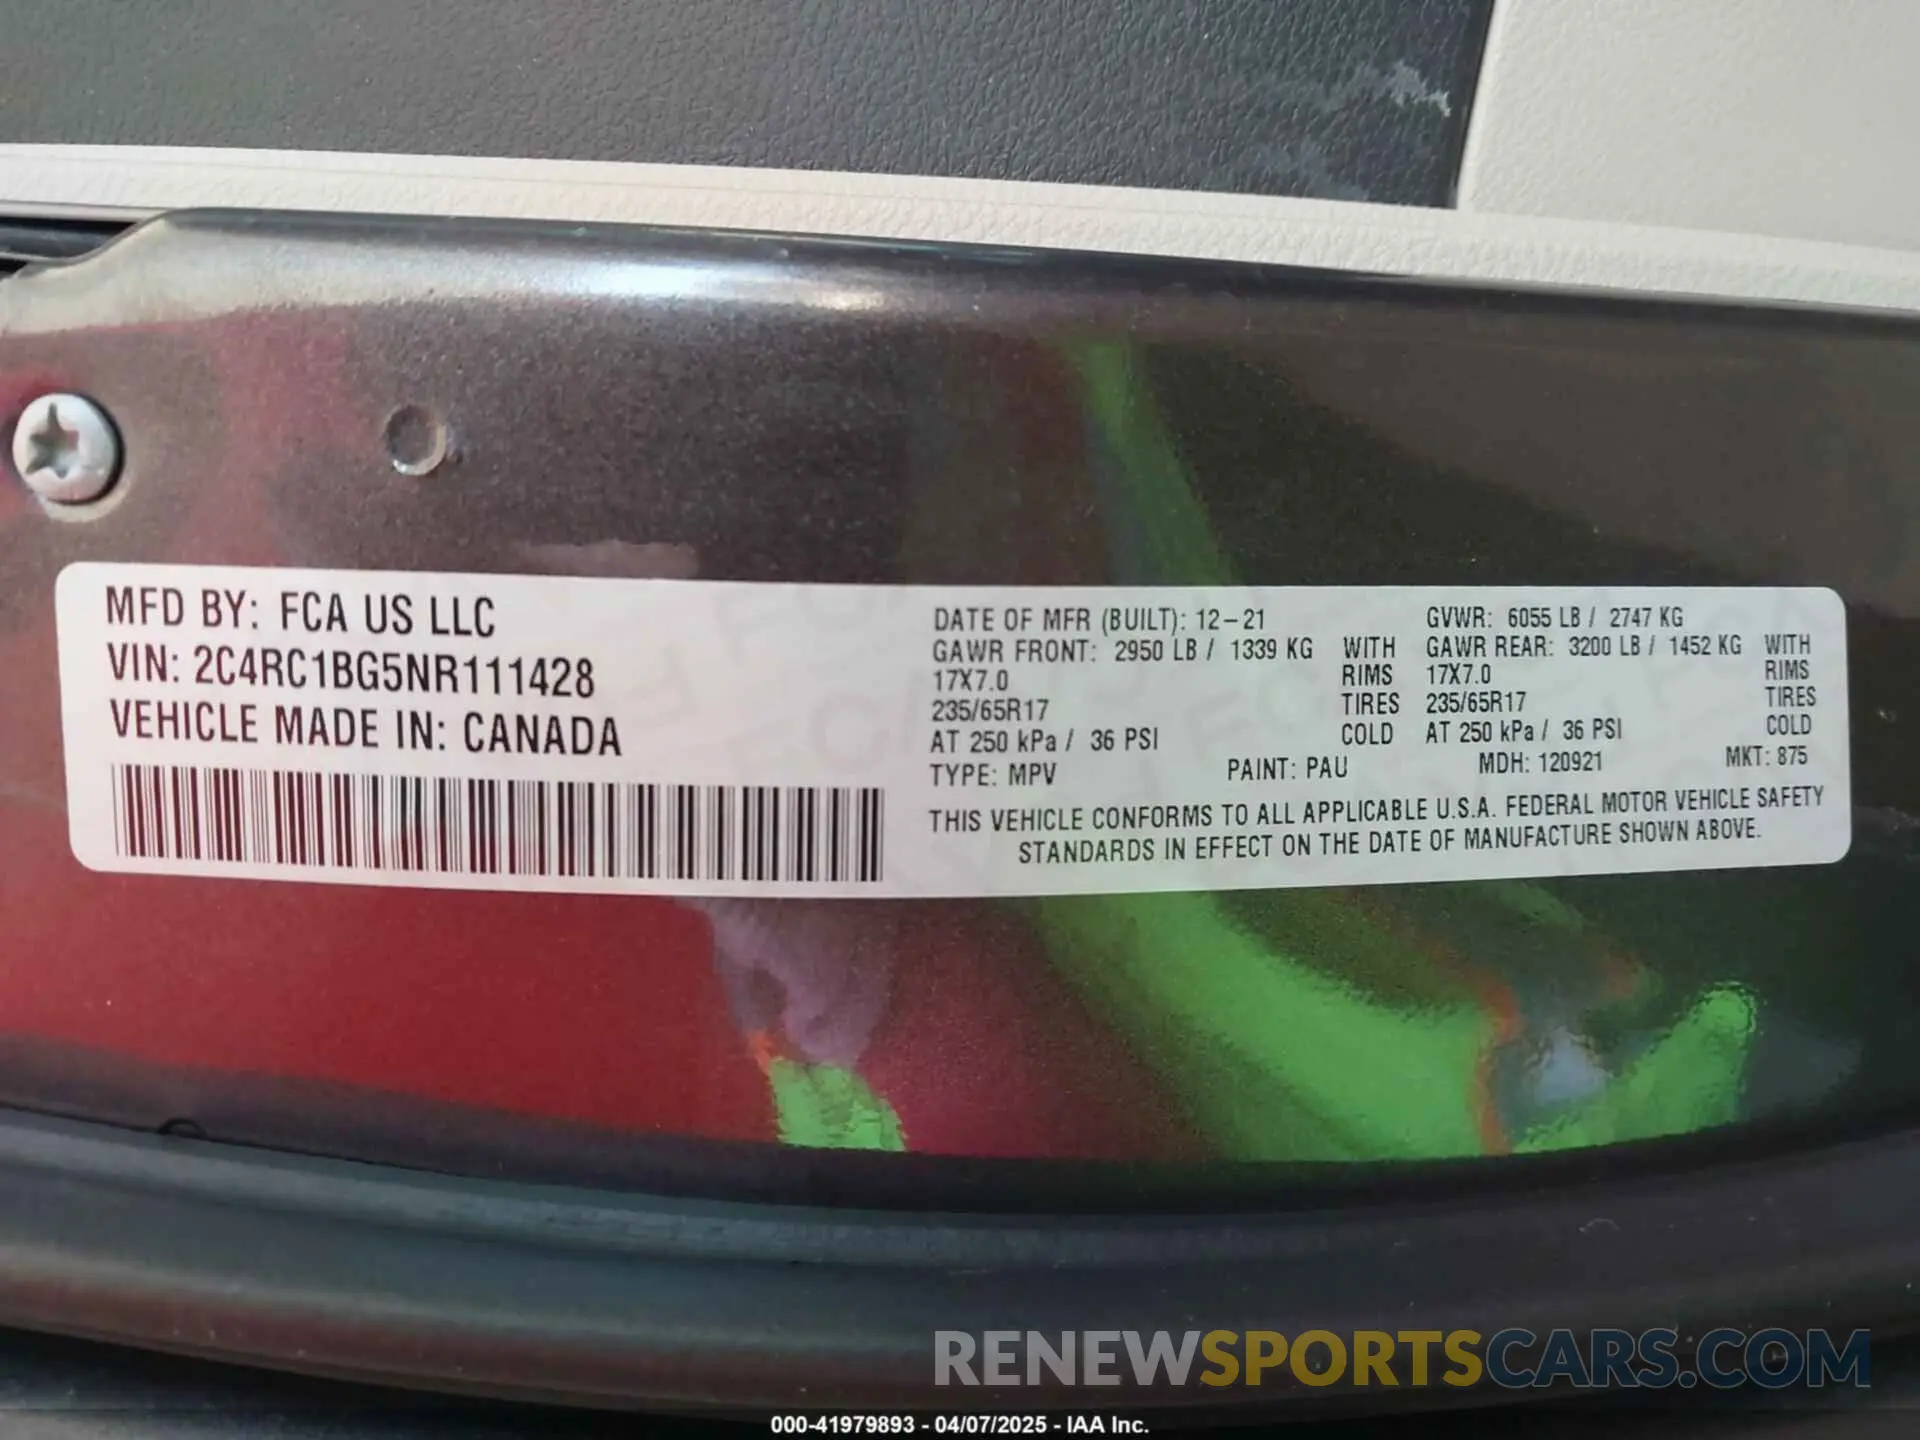 MFD BY: FCA US LLC
VIN: 2C4RC1BG5NR111428
VEHICLE MADE IN: CANADA
DATE OF MFR (BUILT): 12-21 GVWR: 6055 LB / 2747 KG
GAWR FRONT: 2950 LB / 1339 KG WITH GAWR REAR: 3200 LB / 1452 KG WITH
17X7.0 RIMS 17X7.0 RIMS
235/65R17 TIRES 235/65R17 TIRES
AT 250 kPa / 36 PSI COLD AT 250 kPa / 36 PSI COLD
TYPE: MPV PAINT: PAU MDH: 120921 MKT: 875
THIS VEHICLE CONFORMS TO ALL APPLICABLE U.S.A. FEDERAL MOTOR VEHICLE SAFETY
STANDARDS IN EFFECT ON THE DATE OF MANUFACTURE SHOWN ABOVE.
RENEWSPORTSCARS.COM
000-41979893 - 04/07/2025 - IAA Inc.